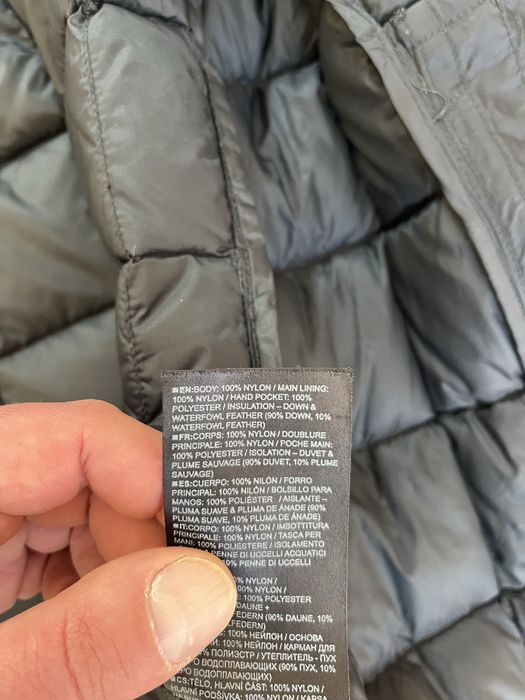 EN:BODY: 100% NYLON / MAIN LINING:
100% NYLON / HAND POCKET: 100%
POLYESTER / INSULATION – DOWN &
WATERFOWL FEATHER (90% DOWN, 10%
WATERFOWL FEATHER)
FR:CORPS: 100% NYLON / DOUBLURE
PRINCIPALE: 100% NYLON / POCHE MAIN:
100% POLYESTER / ISOLATION – DUVET &
PLUME SAUVAGE (90% DUVET, 10% PLUME
SAUVAGE)
ES:CUERPO: 100% NILÓN / FORRO
PRINCIPAL: 100% NILÓN / BOLSILLO PARA
MANOS: 100% POLIÉSTER / AISLANTE –
PLUMA SUAVE & PLUMA DE ÁNADE (90%
PLUMA SUAVE, 10% PLUMA DE ÁNADE)
IT:CORPO: 100% NYLON / IMBOTTITURA
PRINCIPALE: 100% NYLON / TASCA PER
MANI: 100% POLIESTERE / ISOLAMENTO
DI PENNE DI UCCELLI ACQUATICI
PENNE DI UCCELLI
100% NYLON /
NYLON /
100% POLYESTER
DAUNE +
FEDERN (90% DAUNE, 10%
FEDERN)
100% НЕЙЛОН / ОСНОВА
НЕЙЛОН / КАРМАН ДЛЯ
ПОЛИЭСТР / УТЕПЛИТЕЛЬ - ПУХ
ВОДОПЛАВАЮЩИХ (90% ПУХ, 10%
О ВОДОПЛАВАЮЩИХ)
CS:TĚLO, HLAVNÍ ČÁST: 100% NYLON /
HLAVNÍ PODŠÍVKA: 100% NYLON / KAPSA